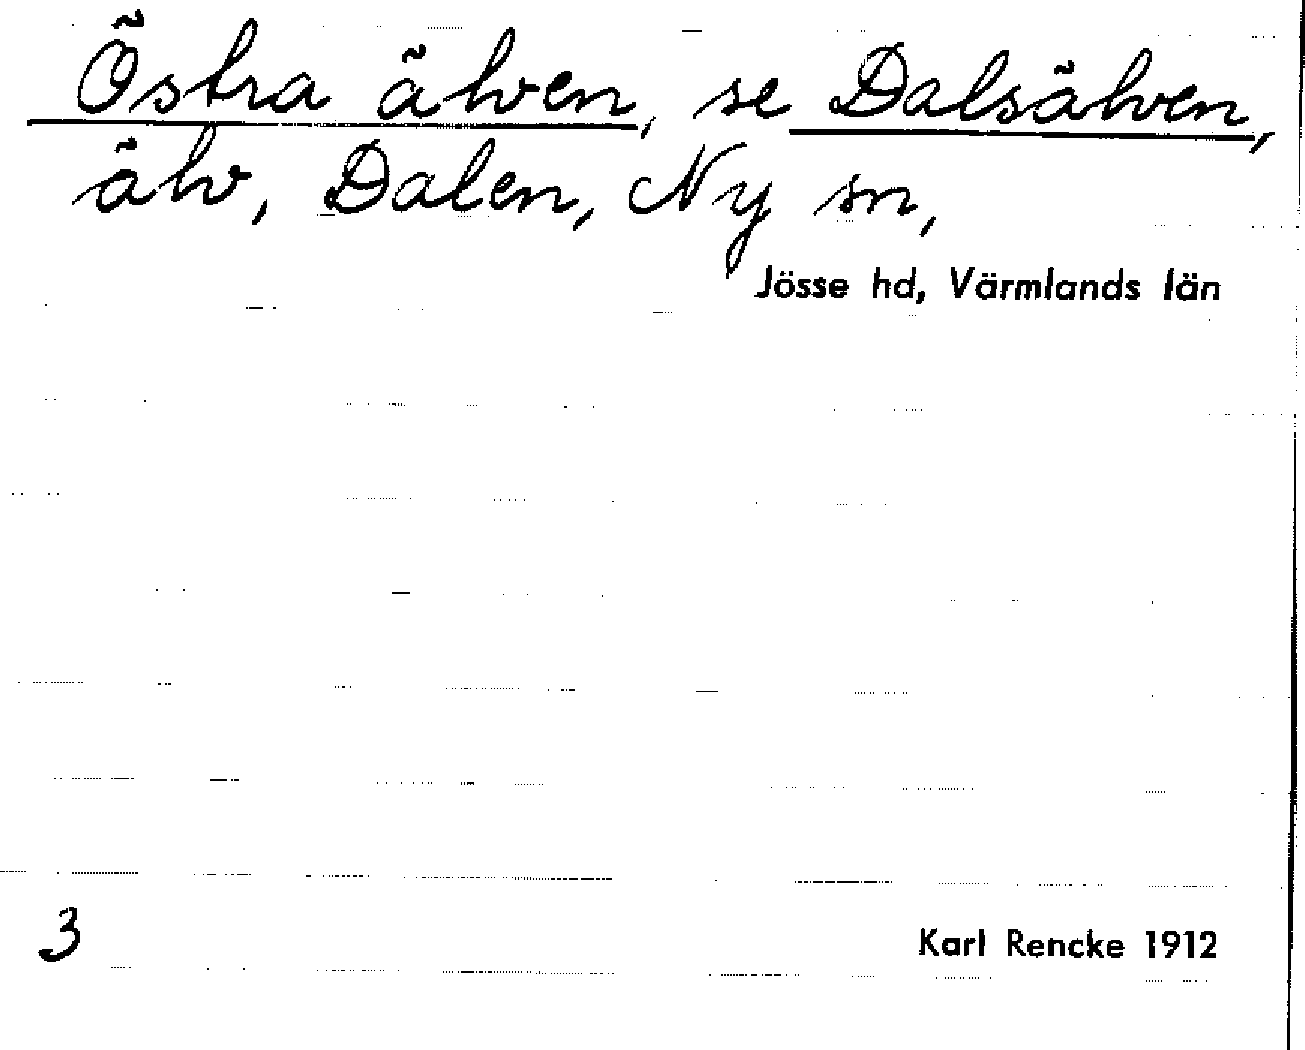 Östra älven, se Dalsälven,
älv, Dalen, Ny sn,
Jösse hd, Värmlands län
3
Karl Rencke 1912